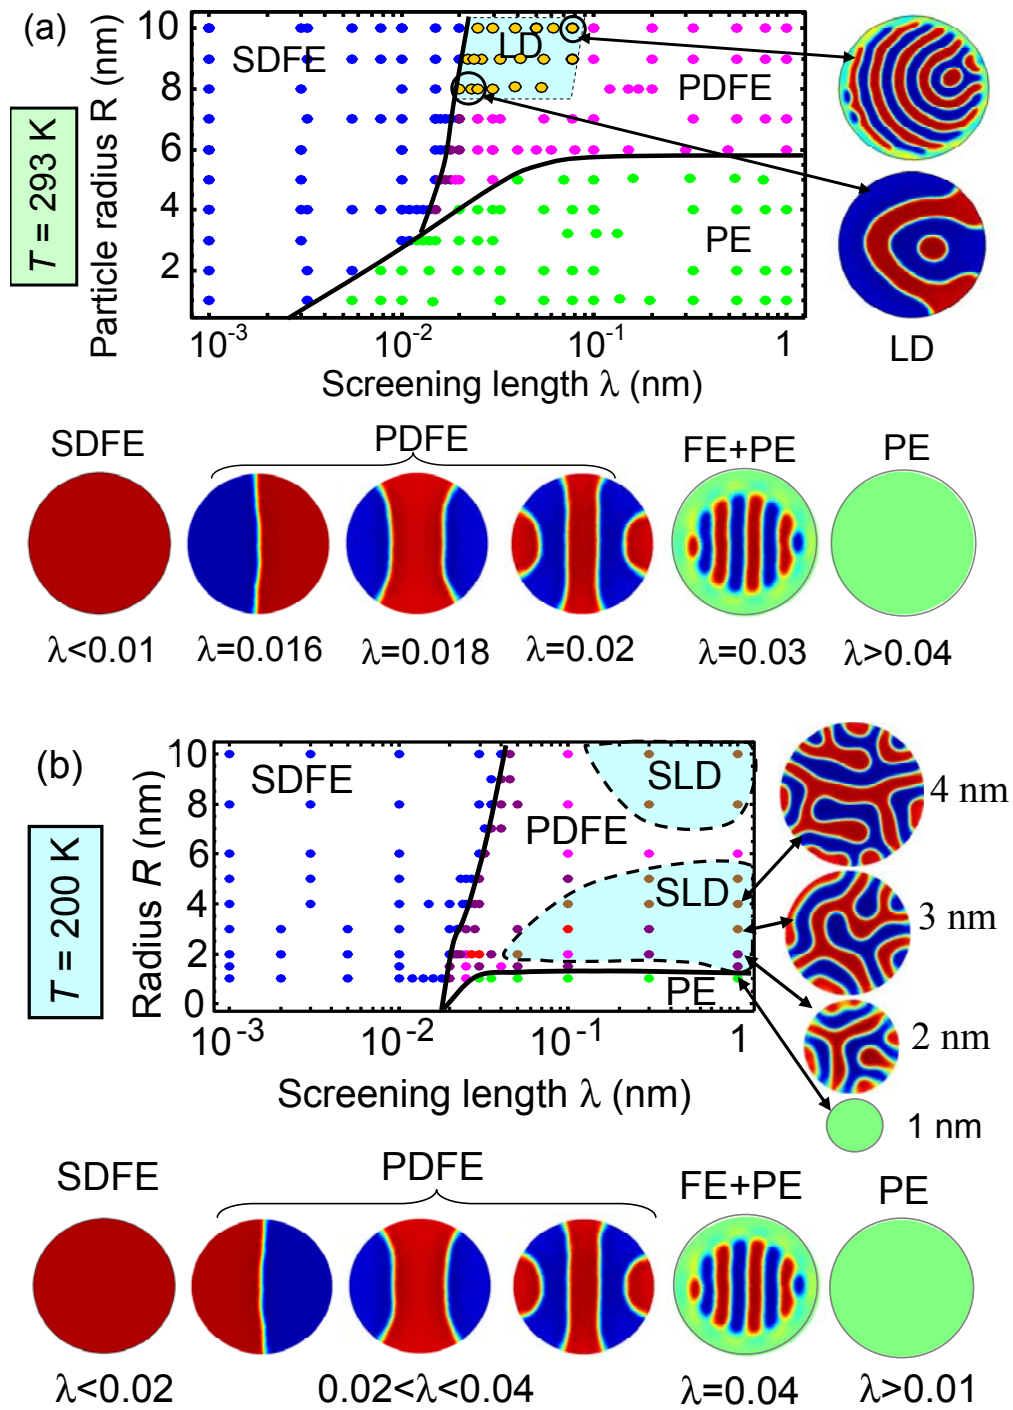 (a)
T = 293 K
Particle radius R (nm)
10
8
6
4
2
SDFE
LD
PDFE
PE
10-3
10-2
10-1
1
Screening length λ (nm)
LD
SDFE
PDFE
FE+PE
PE
λ<0.01
λ=0.016
λ=0.018
λ=0.02
λ=0.03
λ>0.04
(b)
T = 200 K
Radius R (nm)
10
8
6
4
2
0
SDFE
SLD
PDFE
SLD
PE
10-3
10-2
10-1
1
Screening length λ (nm)
4 nm
3 nm
2 nm
1 nm
SDFE
PDFE
FE+PE
PE
λ<0.02
0.02<λ<0.04
λ=0.04
λ>0.01